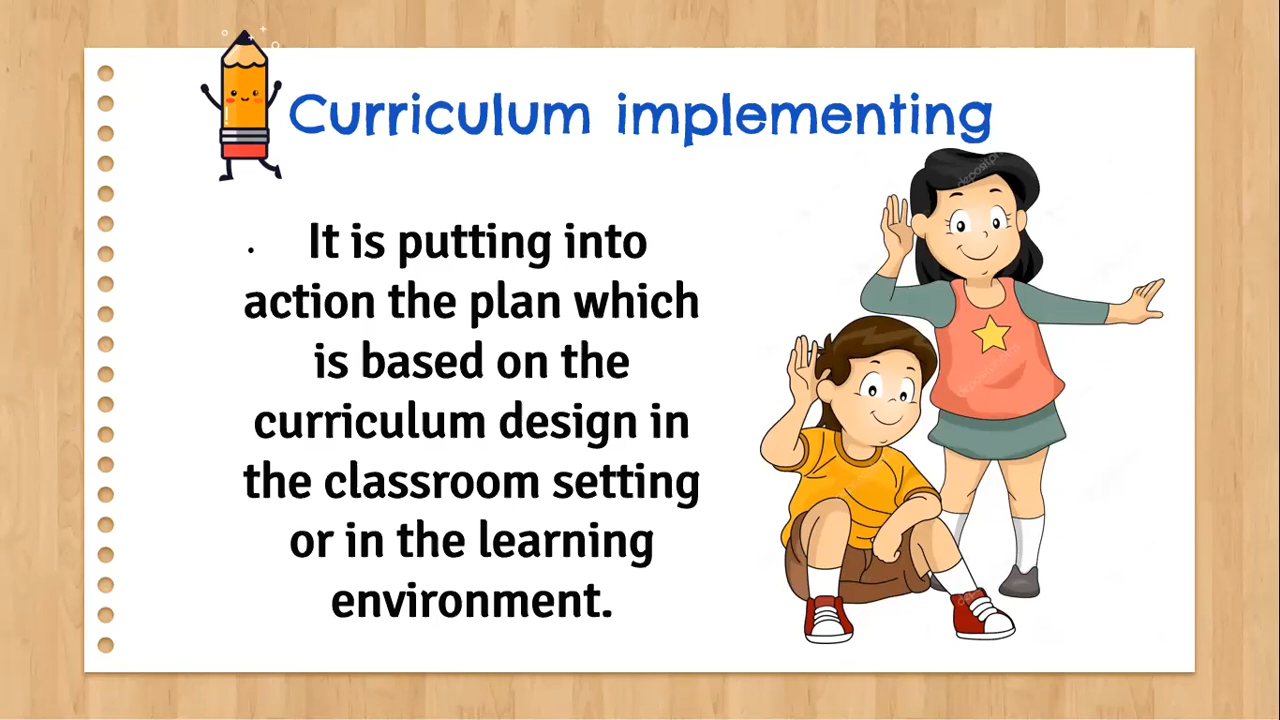 Curriculum implementing
. It is putting into
action the plan which
is based on the
curriculum design in
the classroom setting
or in the learning
environment.